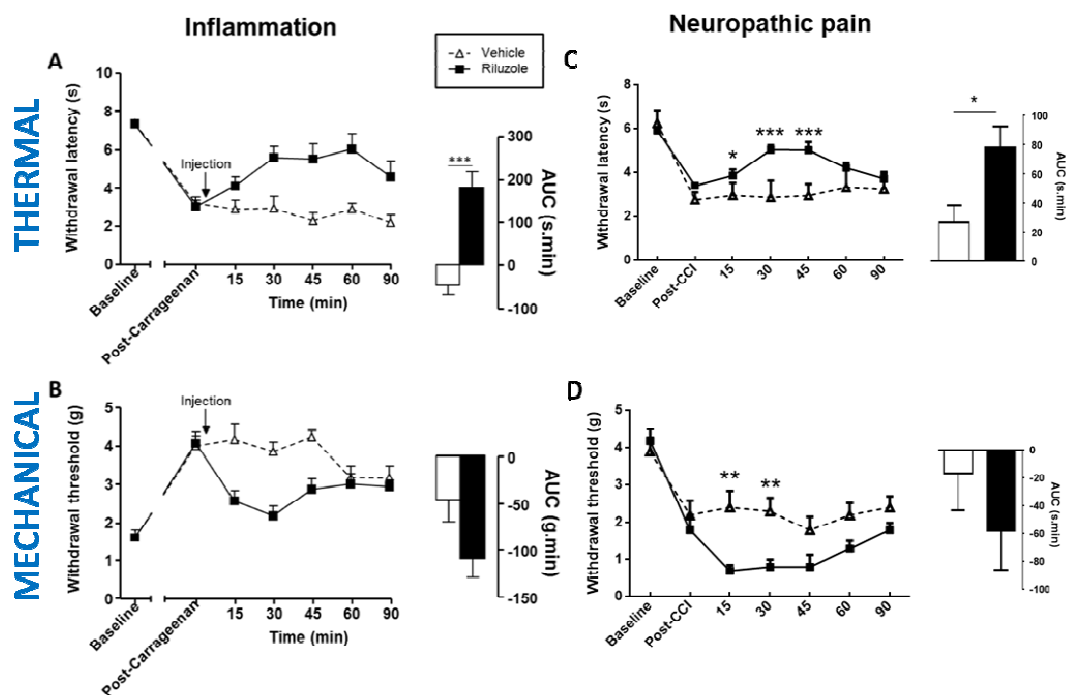 Inflammation
Neuropathic pain
THERMAL
MECHANICAL
Vehicle
Riluzole
A
Withdrawal latency (s)
10
8
6
4
2
0
Injection
Baseline
Post-Carrageenan
15
30
45
60
90
Time (min)
***
300
200
100
0
-100
AUC (s.min)
C
Withdrawal latency (s)
8
6
4
2
0
*
***
***
Baseline
Post-CCI
15
30
45
60
90
*
100
80
60
40
20
0
AUC (s.min)
B
Withdrawal threshold (g)
5
4
3
2
1
0
Injection
Baseline
Post-Carrageenan
15
30
45
60
90
Time (min)
0
-50
-100
-150
AUC (g.min)
D
Withdrawal threshold (g)
5
4
3
2
1
0
**
**
Baseline
Post-CCI
15
30
45
60
90
0
-20
-40
-60
-80
-100
AUC (s.min)